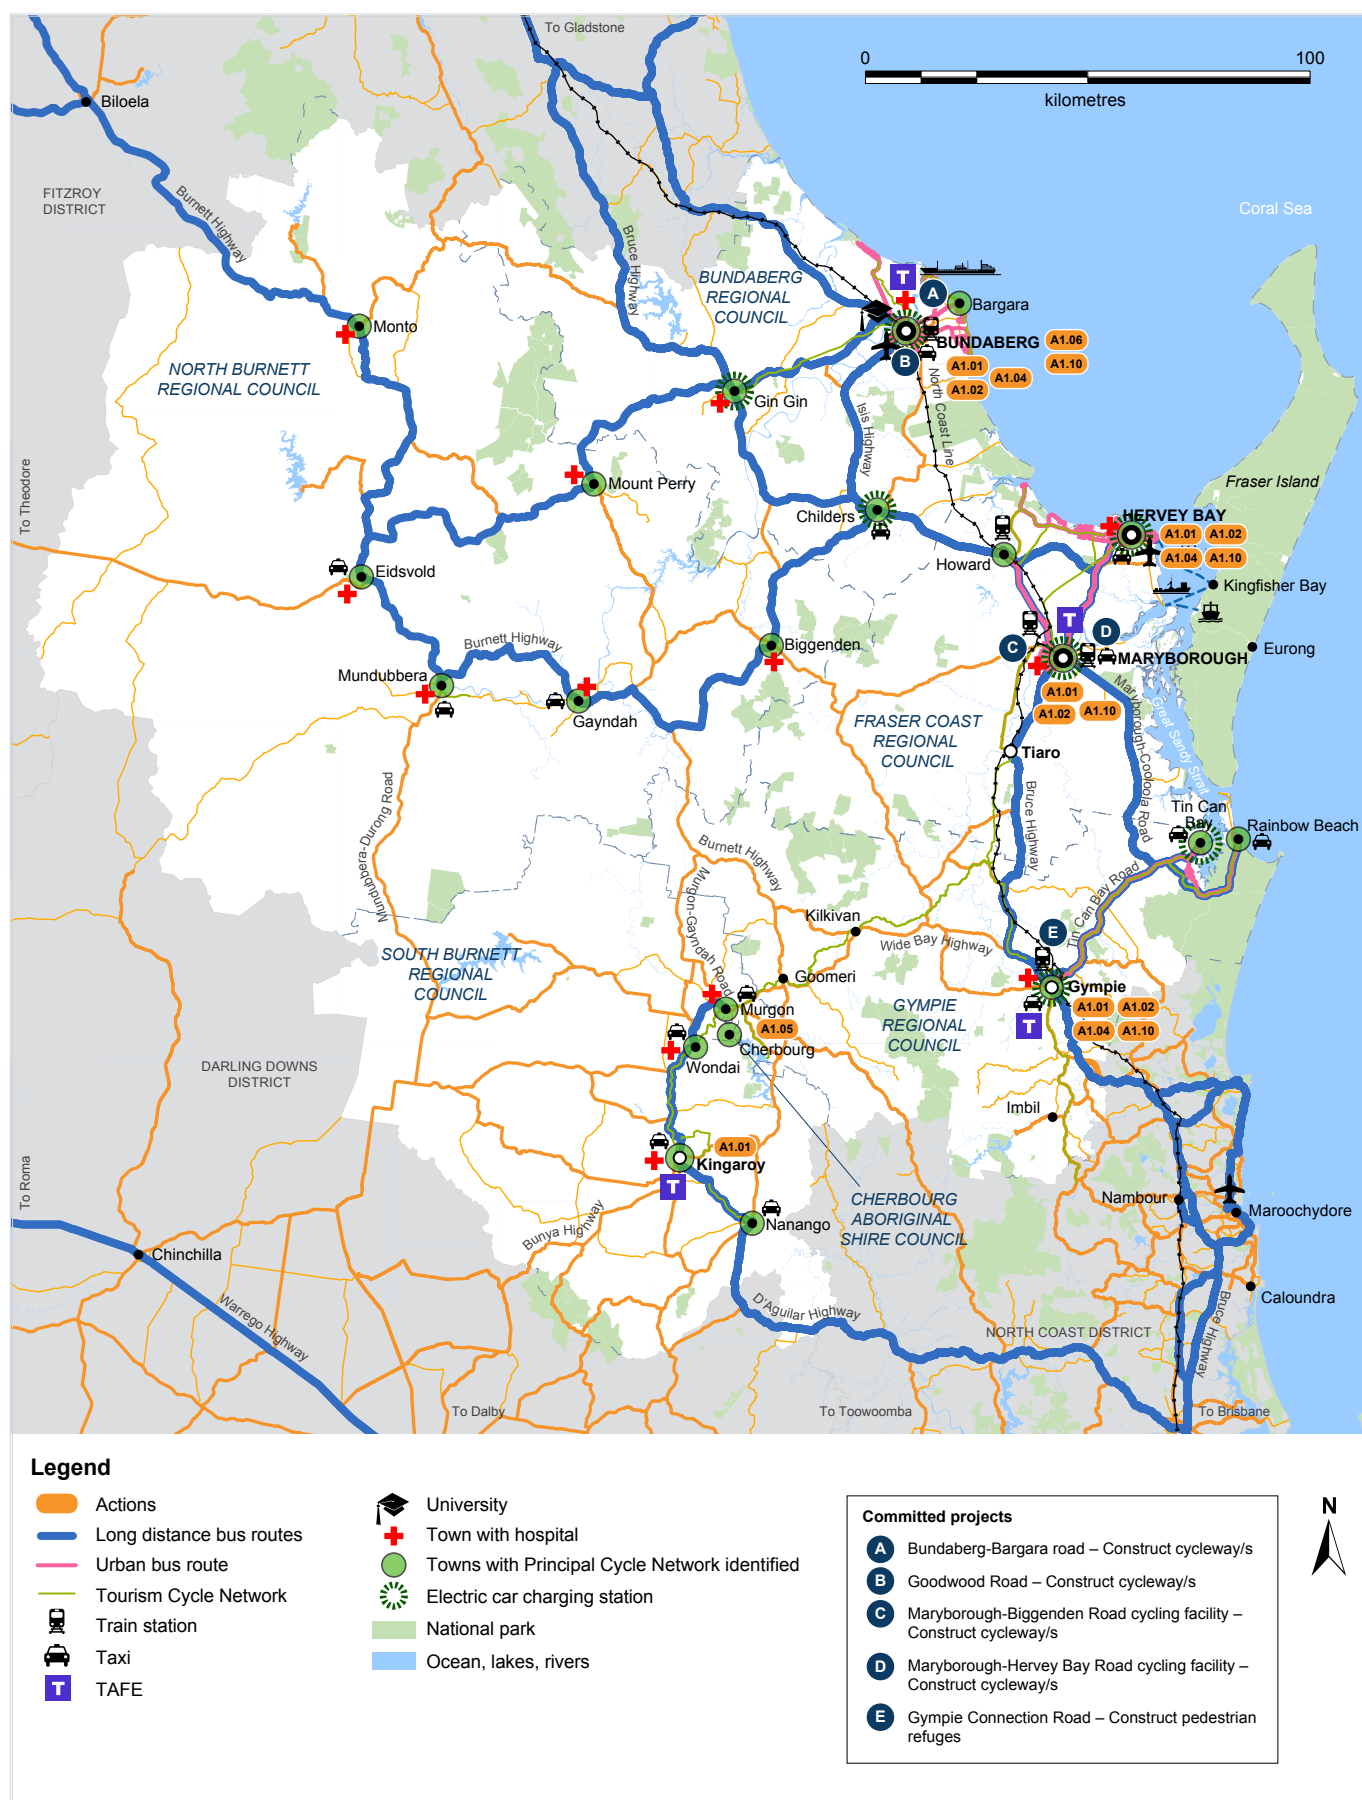 To Gladstone
0
100
kilometres
Biloela
FITZROY
DISTRICT
Burnett Highway
Bruce Highway
Coral Sea
BUNDABERG
REGIONAL
COUNCIL
T
A
Bargara
Monto
BUNDABERG
A1.06
A1.10
B
A1.01
A1.04
A1.02
NORTH BURNETT
REGIONAL COUNCIL
Gin Gin
Isis Highway
North Coast Line
To Theodore
Mount Perry
Fraser Island
Childers
HERVEY BAY
A1.01
A1.02
A1.04
A1.10
Howard
Eidsvold
Kingfisher Bay
T
D
C
Burnett Highway
Biggenden
Eurong
MARYBOROUGH
Mundubbera
A1.01
A1.02
A1.10
Gayndah
Maryborough-Cooloola Road
Great Sandy Strait
FRASER COAST
REGIONAL
COUNCIL
Tiaro
Mundubbera-Durong Road
Bruce Highway
Tin Can
Bay
Rainbow Beach
Burnett Highway
Murgon-Gayndah Road
Tin Can Bay Road
Kilkivan
Wide Bay Highway
E
SOUTH BURNETT
REGIONAL
COUNCIL
Goomeri
Gympie
Murgon
A1.05
GYMPIE
REGIONAL
COUNCIL
T
A1.01
A1.02
A1.04
A1.10
Cherbourg
Wondai
DARLING DOWNS
DISTRICT
Imbil
A1.01
Kingaroy
T
To Roma
CHERBOURG
ABORIGINAL
SHIRE COUNCIL
Nambour
Maroochydore
Bunya Highway
Nanango
Chinchilla
Caloundra
Warrego Highway
D'Aguilar Highway
Bruce Highway
NORTH COAST DISTRICT
To Dalby
To Toowoomba
To Brisbane
Legend
Actions
Long distance bus routes
Urban bus route
Tourism Cycle Network
Train station
Taxi
T
TAFE
University
Town with hospital
Towns with Principal Cycle Network identified
Electric car charging station
National park
Ocean, lakes, rivers
Committed projects
A
Bundaberg-Bargara road – Construct cycleway/s
B
Goodwood Road – Construct cycleway/s
C
Maryborough-Biggenden Road cycling facility –
Construct cycleway/s
D
Maryborough-Hervey Bay Road cycling facility –
Construct cycleway/s
E
Gympie Connection Road – Construct pedestrian
refuges
N